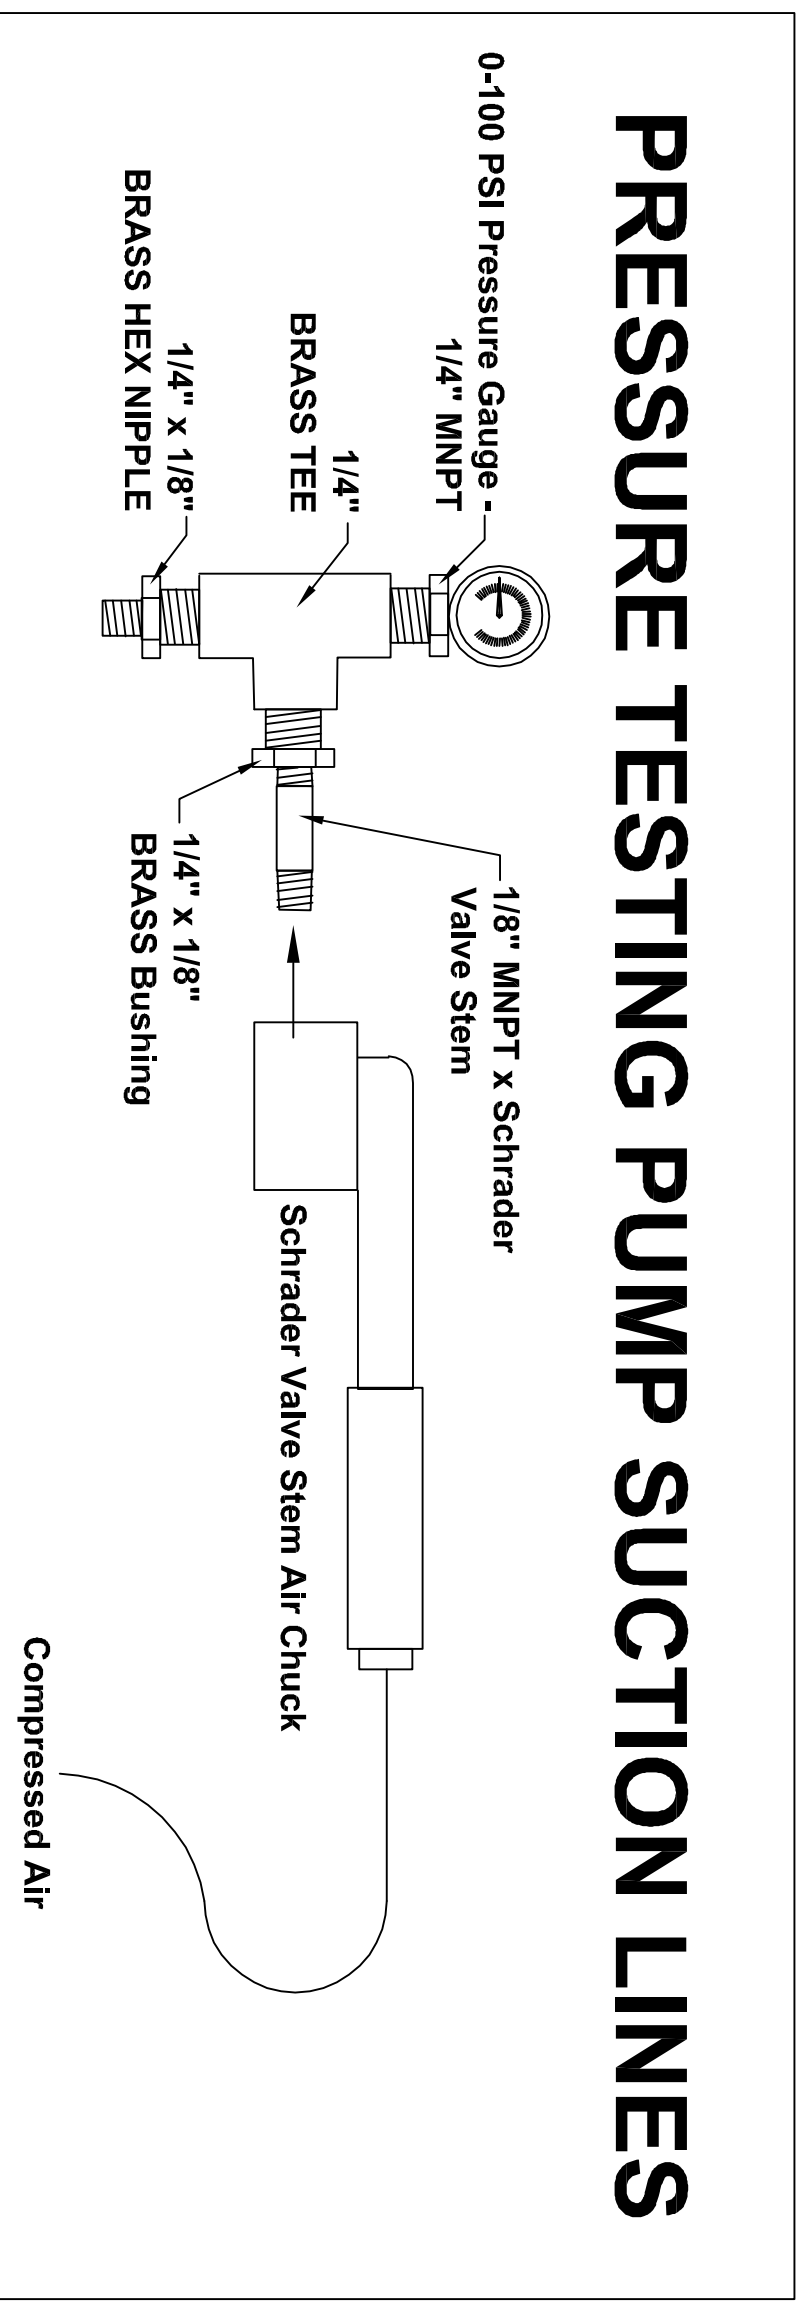 PRESSURE TESTING PUMP SUCTION LINES
0-100 PSI Pressure Gauge -
1/4" MNPT
1/4"
BRASS TEE
1/4" x 1/8"
BRASS HEX NIPPLE
1/8" MNPT x Schrader
Valve Stem
1/4" x 1/8"
BRASS Bushing
Schrader Valve Stem Air Chuck
Compressed Air